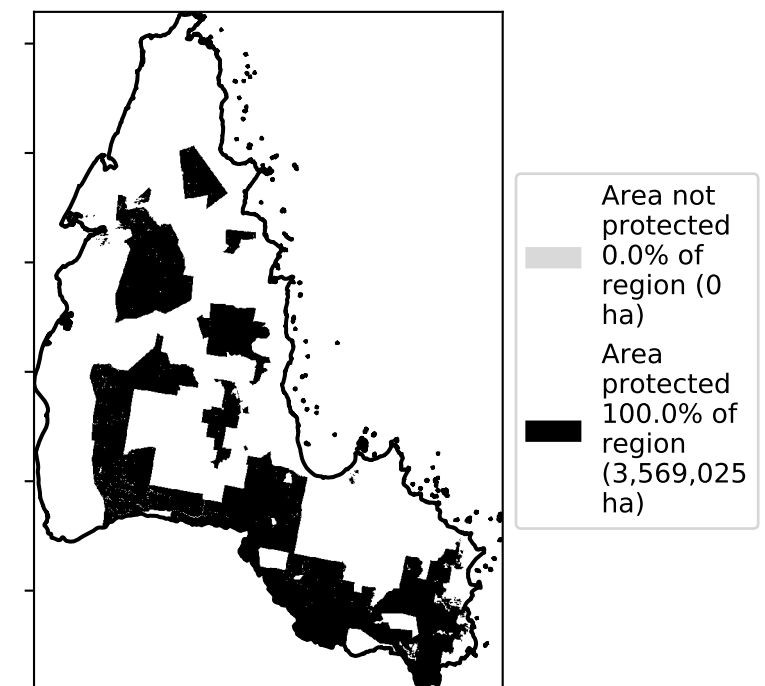 Area not
protected
0.0% of
region (0
ha)
Area
protected
100.0% of
region
(3,569,025
ha)